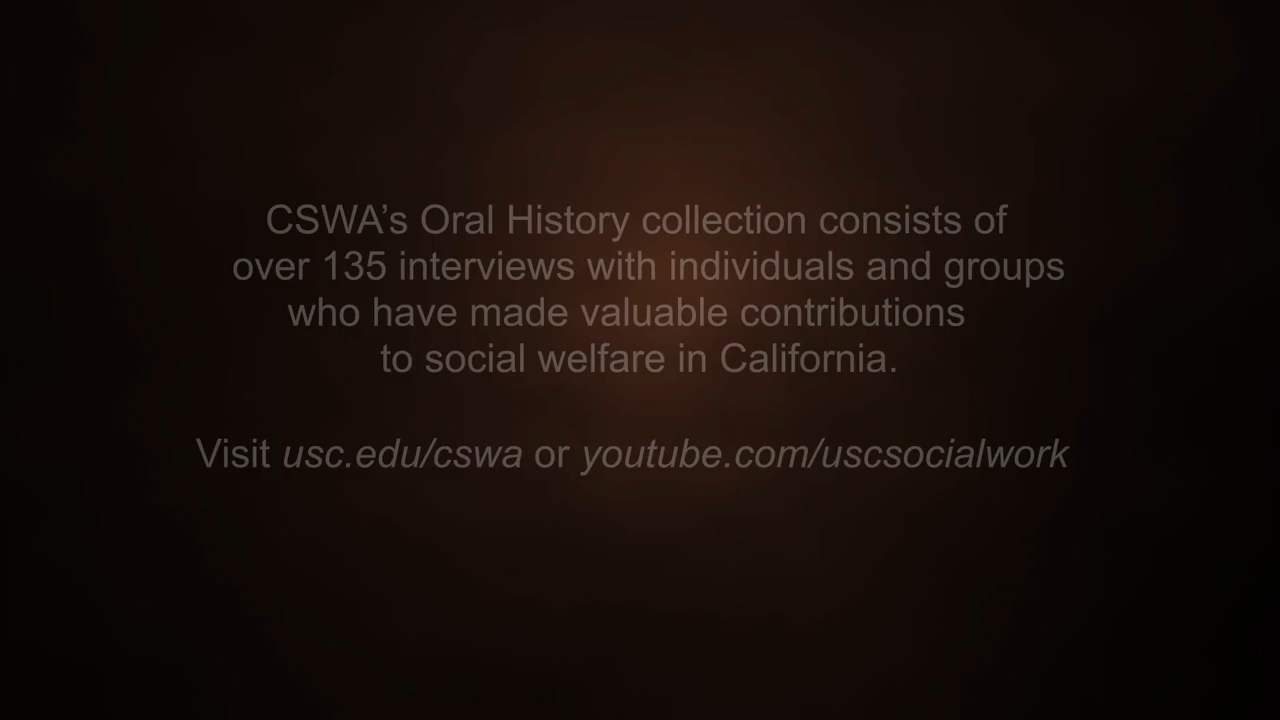 CSWA’s Oral History collection consists of
over 135 interviews with individuals and groups
who have made valuable contributions
to social welfare in California.
Visit usc.edu/cswa or youtube.com/uscsocialwork